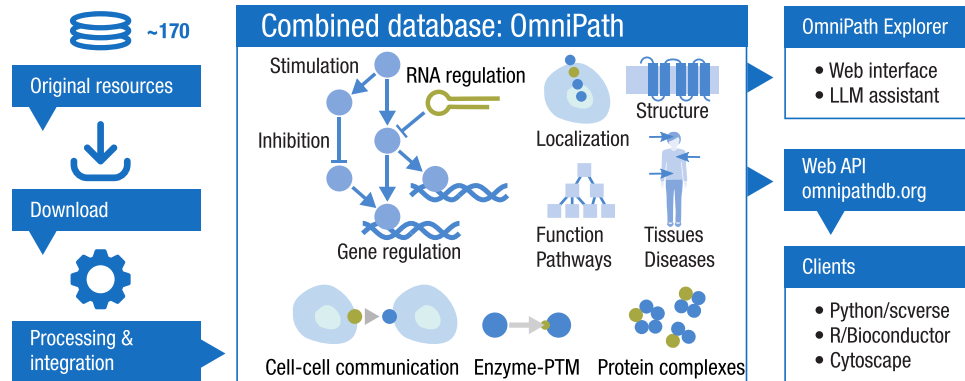 ~170
Original resources
Download
Processing &
integration
Combined database: OmniPath
Stimulation
RNA regulation
Inhibition
Gene regulation
Localization
Structure
Function
Pathways
Tissues
Diseases
Cell-cell communication
Enzyme-PTM
Protein complexes
OmniPath Explorer
• Web interface
• LLM assistant
Web API
omnipathdb.org
Clients
• Python/scverse
• R/Bioconductor
• Cytoscape